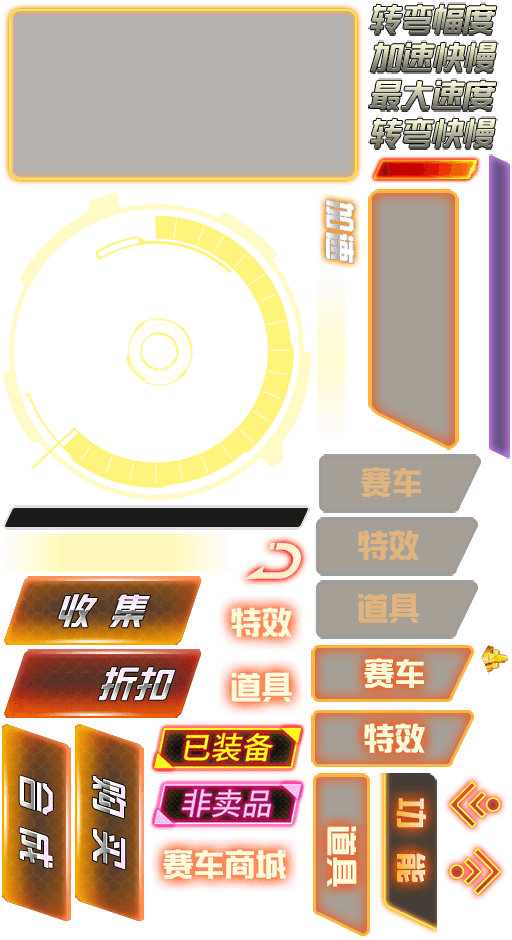 转弯幅度
加速快慢
最大速度
转弯快慢
加速
赛车
特效
道具
收集
特效
折扣
道具
赛车
特效
合成
购买
已装备
非卖品
赛车商城
道具
功能